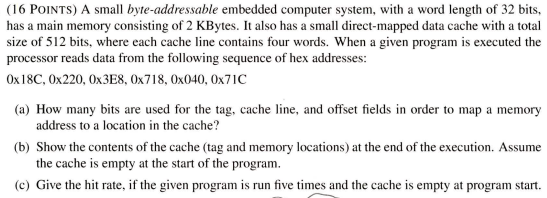 (16 POINTS) A small byte-addressable embedded computer system, with a word length of 32 bits,
has a main memory consisting of 2 KBytes. It also has a small direct-mapped data cache with a total
size of 512 bits, where each cache line contains four words. When a given program is executed the
processor reads data from the following sequence of hex addresses:
0x18C, 0x220, 0x3E8, 0x718, 0x040, 0x71C
(a) How many bits are used for the tag, cache line, and offset fields in order to map a memory
address to a location in the cache?
(b) Show the contents of the cache (tag and memory locations) at the end of the execution. Assume
the cache is empty at the start of the program.
(c) Give the hit rate, if the given program is run five times and the cache is empty at program start.